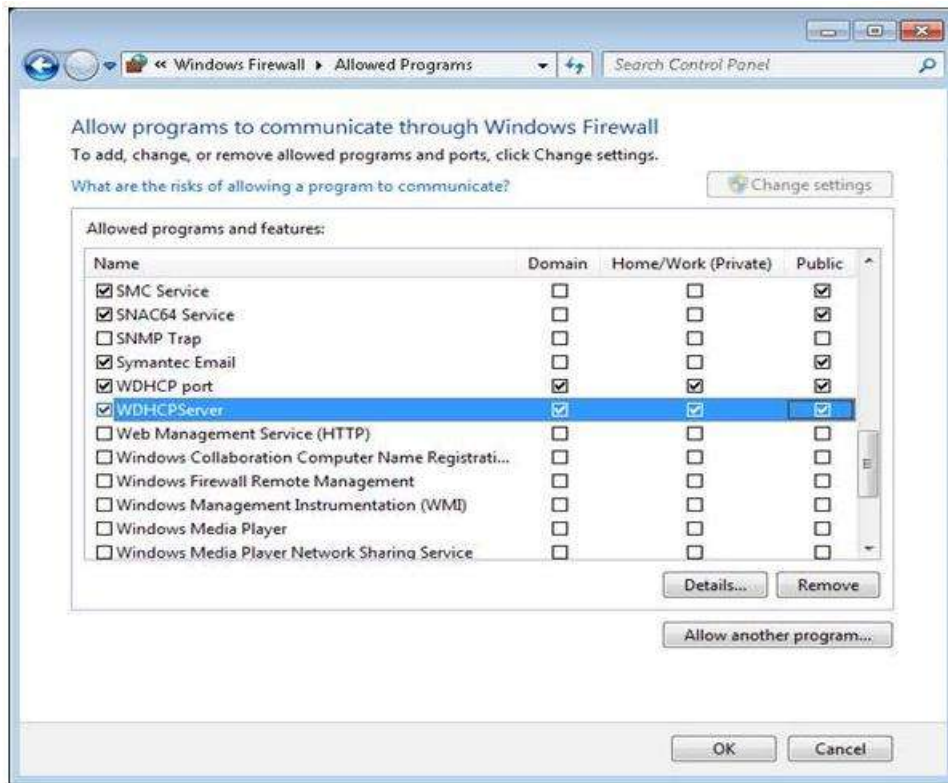 « Windows Firewall ▸ Allowed Programs Search Control Panel
Allow programs to communicate through Windows Firewall
To add, change, or remove allowed programs and ports, click Change settings.
What are the risks of allowing a program to communicate? Change settings
Allowed programs and features:
Name Domain Home/Work (Private) Public
SMC Service
SNAC64 Service
SNMP Trap
Symantec Email
WDHCP port
WDHCPServer
Web Management Service (HTTP)
Windows Collaboration Computer Name Registrati...
Windows Firewall Remote Management
Windows Management Instrumentation (WMI)
Windows Media Player
Windows Media Player Network Sharing Service
Details... Remove
Allow another program...
OK Cancel